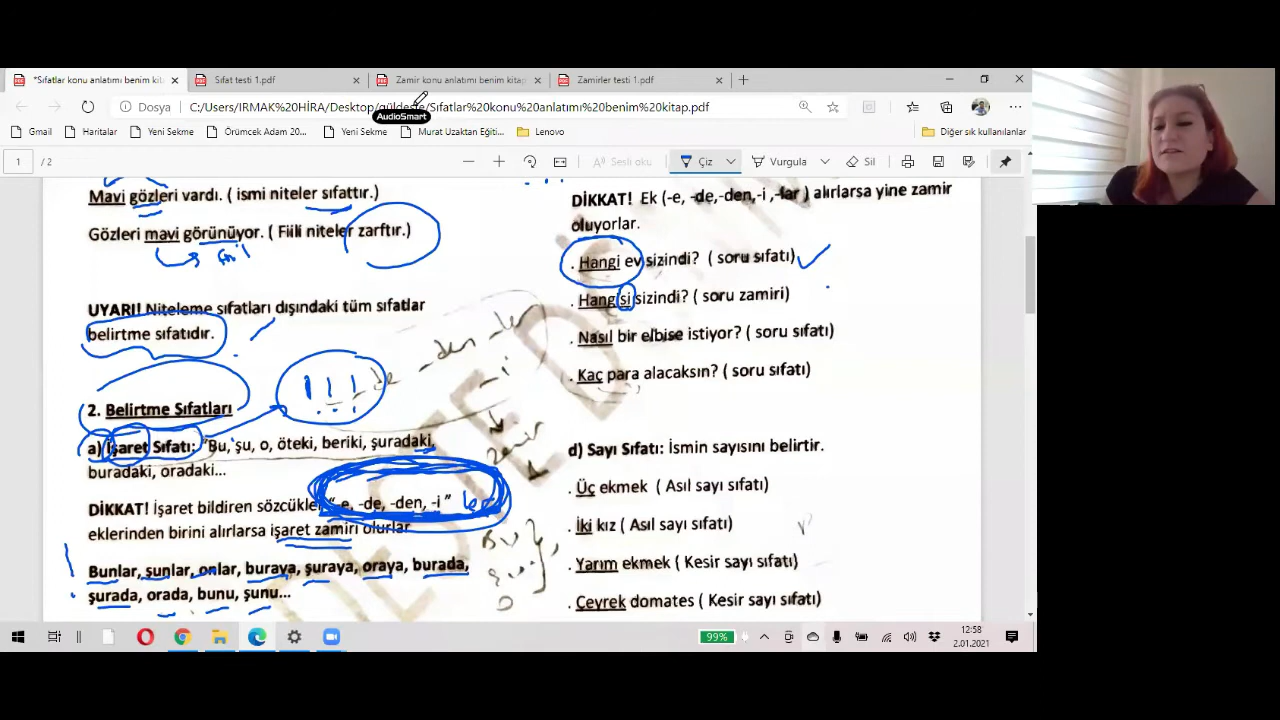 *Sıfatlar konu anlatımı benim kit
Sıfat testi 1.pdf
Zamir konu anlatımı benim kitap
Zamirler testi 1.pdf
Dosya
C:/Users/IRMAK%20HİRA/Desktop/güldeste/Sıfatlar%20konu%20anlatımı%20benim%20kitap.pdf
AudioSmart
Gmail
Haritalar
Yeni Sekme
Örümcek Adam 20...
Yeni Sekme
Murat Uzaktan Eğiti...
Lenovo
Diğer sık kullanılanlar
1 / 2
Sesli oku
Çiz
Vurgula
Sil
Mavi gözleri vardı. ( ismi niteler sıfattır.)
Gözleri mavi görünüyor. ( Fiili niteler zarftır.)
UYARI! Niteleme sıfatları dışındaki tüm sıfatlar
belirtme sıfatıdır.
! ! !
de -den -ler
-i
zamir
2. Belirtme Sıfatları
a) İşaret Sıfatı: "Bu, şu, o, öteki, beriki, şuradaki,
buradaki, oradaki...
DİKKAT! İşaret bildiren sözcükler "-e, -de, -den, -i "
eklerinden birini alırlarsa işaret zamiri olurlar
Bunlar, şunlar, onlar, buraya, şuraya, oraya, burada,
şurada, orada, bunu, şunu...
DİKKAT! Ek (-e, -de,-den,-i ,-lar ) alırlarsa yine zamir
oluyorlar.
. Hangi ev sizindi? ( soru sıfatı)
. Hangisi sizindi? ( soru zamiri)
. Nasıl bir elbise istiyor? ( soru sıfatı)
. Kaç para alacaksın? ( soru sıfatı)
d) Sayı Sıfatı: İsmin sayısını belirtir.
. Üç ekmek ( Asıl sayı sıfatı)
. İki kız ( Asıl sayı sıfatı)
. Yarım ekmek ( Kesir sayı sıfatı)
. Çeyrek domates ( Kesir sayı sıfatı)
99%
12:58
2.01.2021